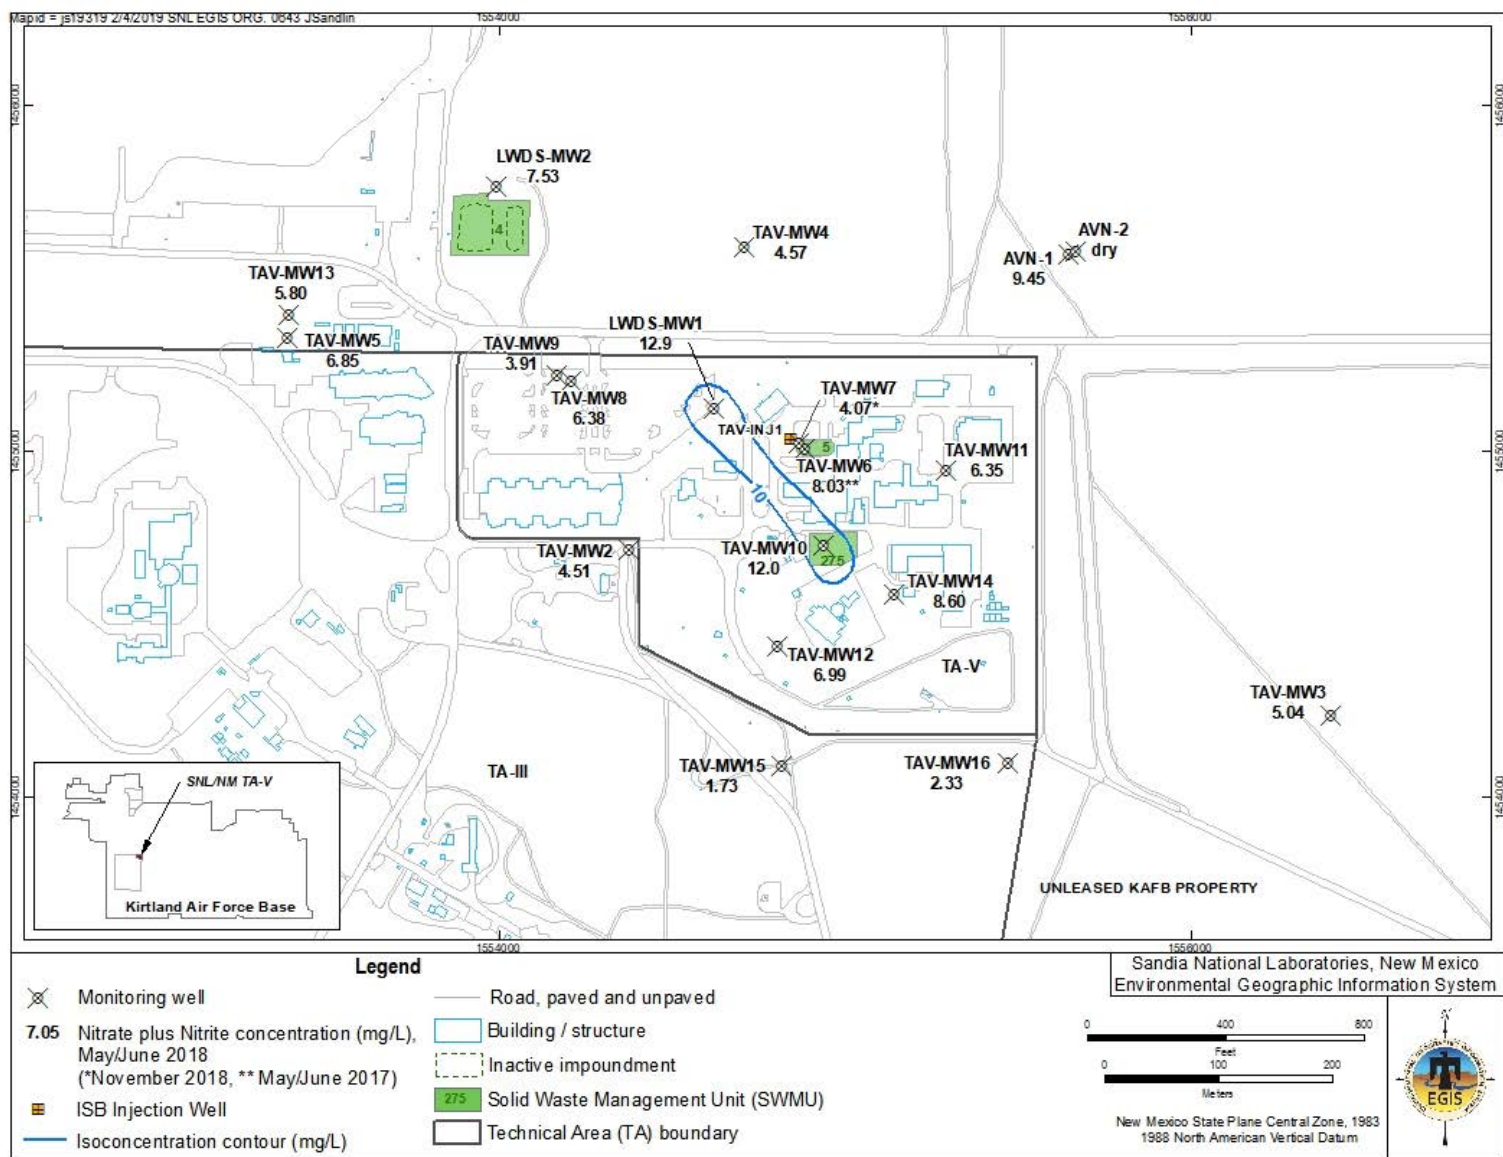 Mapid = js19319 2/4/2019 SNL EGIS ORG. 0643 JSandlin
1554000
1556000
1456000
1456000
LWDS-MW2
7.53
4
TAV-MW4
4.57
AVN-2
dry
AVN-1
9.45
TAV-MW13
5.80
TAV-MW5
6.85
LWDS-MW1
12.9
TAV-MW9
3.91
TAV-MW8
6.38
TAV-MW7
4.07*
TAV-INJ1
5
1455000
1455000
TAV-MW6
8.03**
TAV-MW11
6.35
10
TAV-MW2
4.51
TAV-MW10
12.0
275
TAV-MW14
8.60
TAV-MW12
6.99
TA-V
TAV-MW3
5.04
TA-III
TAV-MW15
1.73
TAV-MW16
2.33
1454000
1454000
SNL/NM TA-V
Kirtland Air Force Base
UNLEASED KAFB PROPERTY
1554000
1556000
Legend
Monitoring well
7.05 Nitrate plus Nitrite concentration (mg/L),
May/June 2018
(*November 2018, ** May/June 2017)
ISB Injection Well
Isoconcentration contour (mg/L)
Road, paved and unpaved
Building / structure
Inactive impoundment
275 Solid Waste Management Unit (SWMU)
Technical Area (TA) boundary
Sandia National Laboratories, New Mexico
Environmental Geographic Information System
0 400 800
Feet
0 100 200
Meters
New Mexico State Plane Central Zone, 1983
1988 North American Vertical Datum
N
EGIS